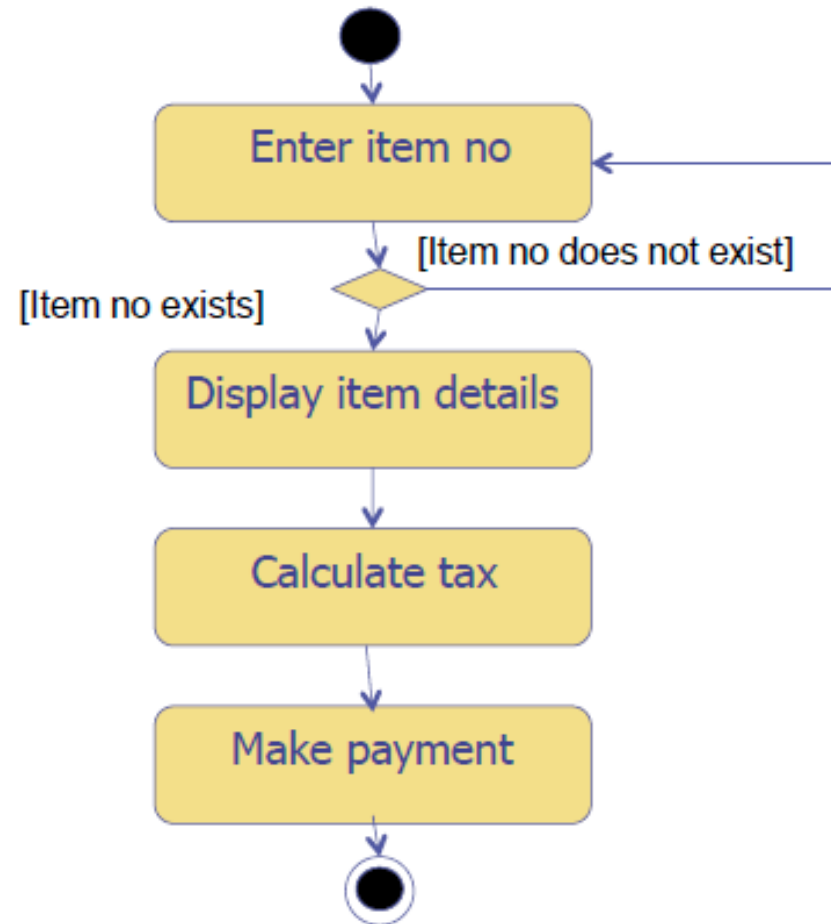 Enter item no
[Item no does not exist]
[Item no exists]
Display item details
Calculate tax
Make payment